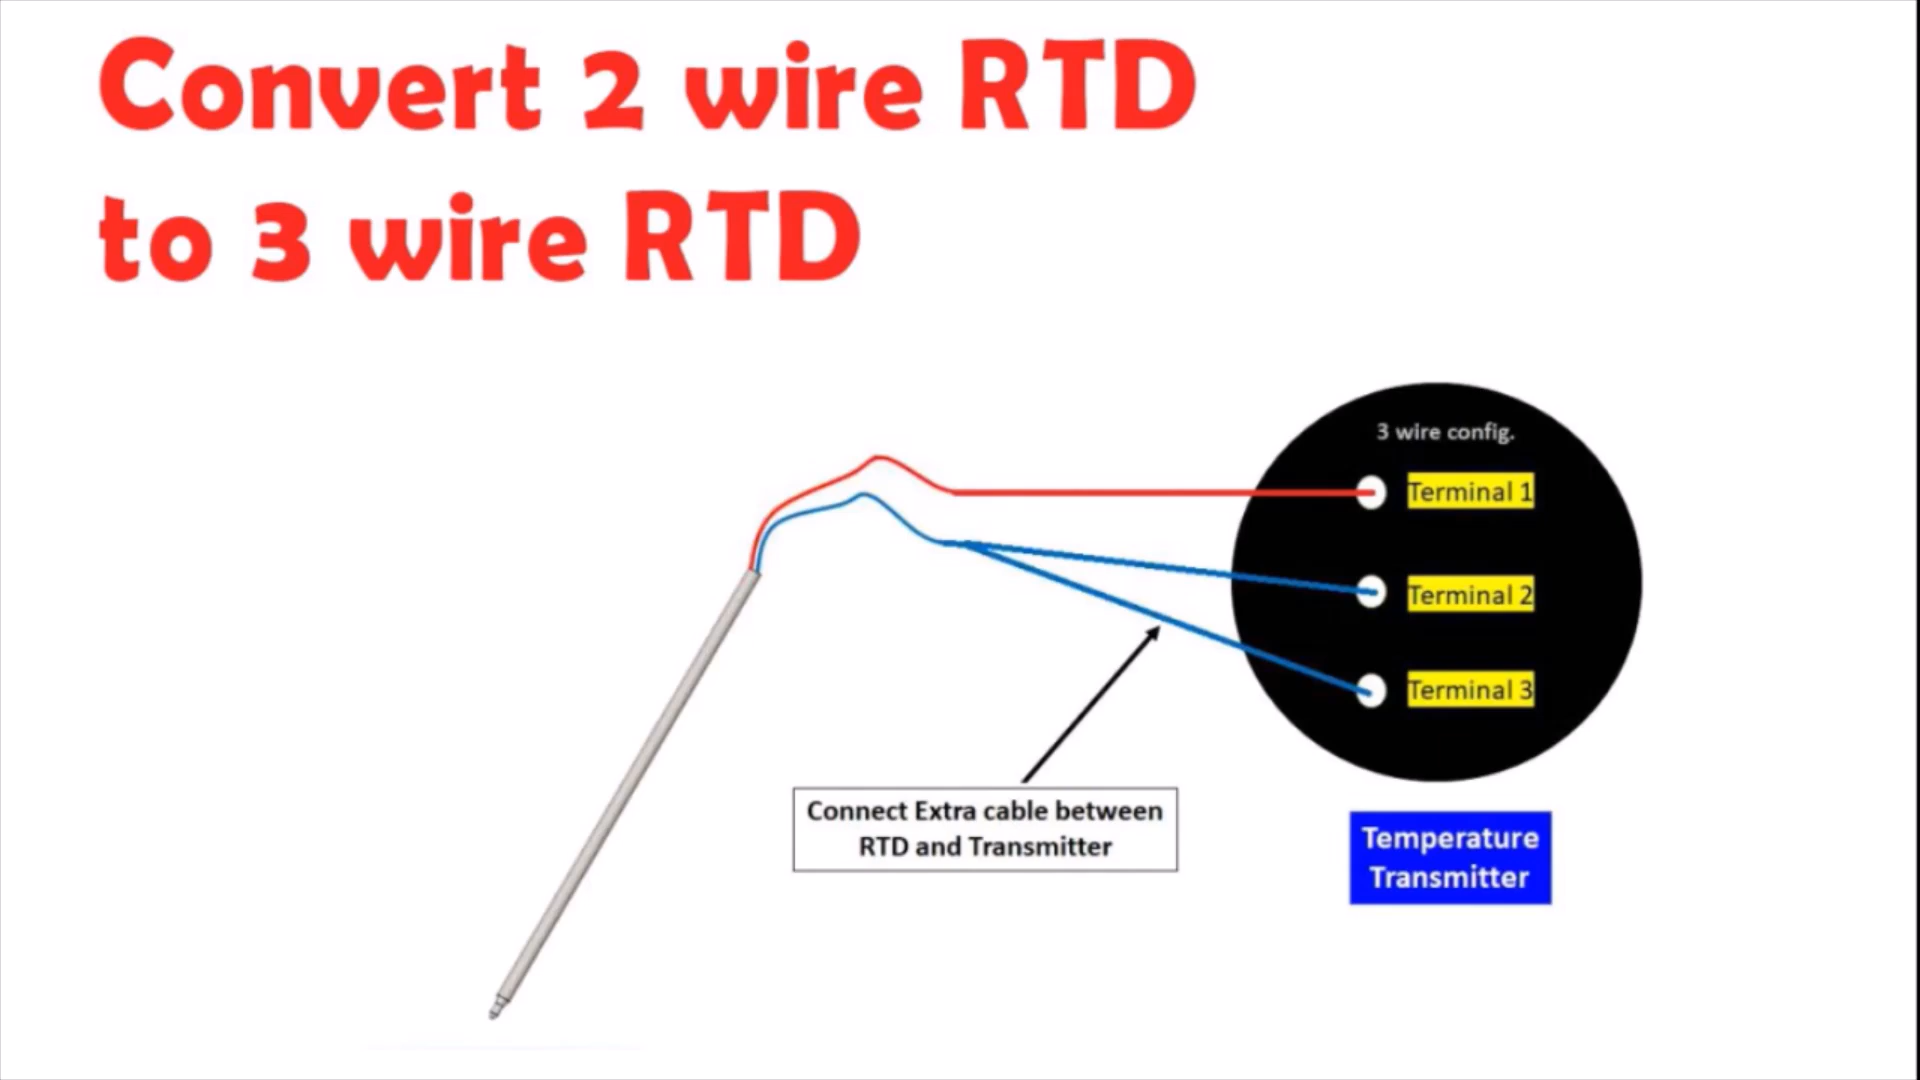 Convert 2 wire RTD
to 3 wire RTD
3 wire config.
Terminal 1
Terminal 2
Terminal 3
Connect Extra cable between
RTD and Transmitter
Temperature
Transmitter